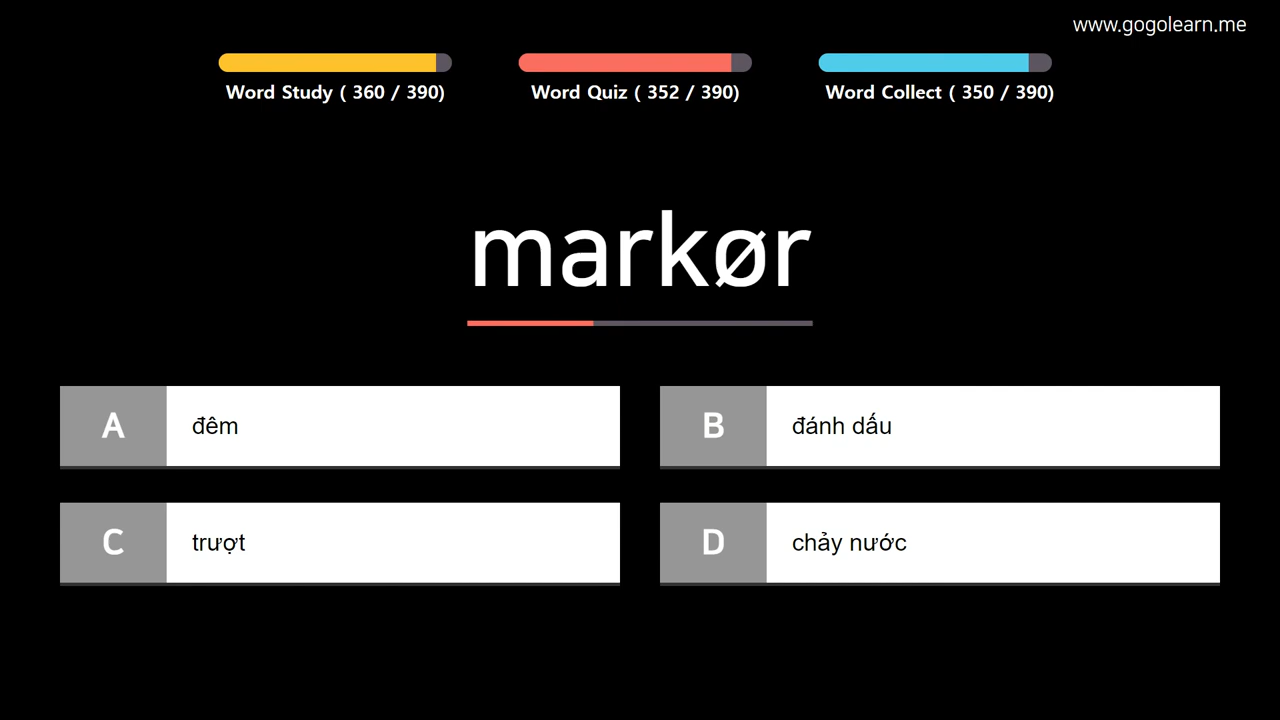 www.gogolearn.me
Word Study ( 360 / 390)
Word Quiz ( 352 / 390)
Word Collect ( 350 / 390)
markør
A đêm
B đánh dấu
C trượt
D chảy nước